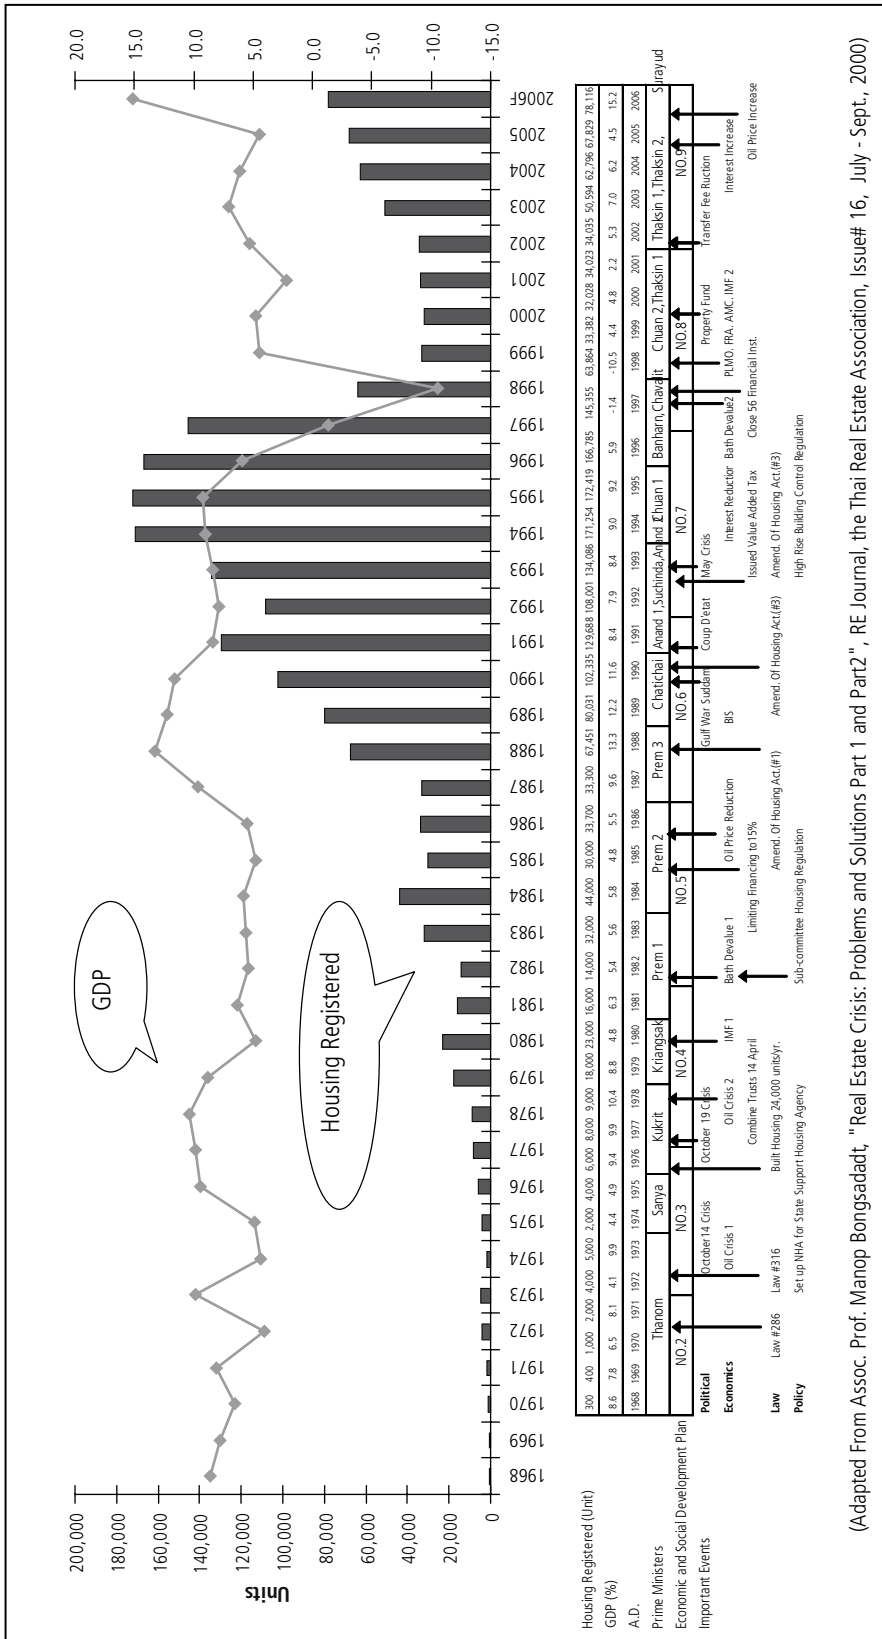 20.0
15.0
10.0
5.0
-0.0
-5.0
-10.0
-15.0
200,000
180,000
160,000
140,000
120,000
100,000
80,000
60,000
40,000
20,000
0
Units
GDP
Housing Registered
1968 1969 1970 1971 1972 1973 1974 1975 1976 1977 1978 1979 1980 1981 1982 1983 1984 1985 1986 1987 1988 1989 1990 1991 1992 1993 1994 1995 1996 1997 1998 1999 2000 2001 2002 2003 2004 2005 2006F
Housing Registered (Unit) 300 400 1,000 2,000 4,000 5,000 2,000 4,000 6,000 8,000 9,000 18,000 23,000 16,000 14,000 32,000 44,000 30,000 33,700 33,300 67,451 80,031 102,335 129,688 108,001 134,086 171,254 172,419 166,785 145,355 63,864 33,382 32,028 34,023 34,035 50,594 62,796 67,829 78,116
GDP (%) 8.6 7.8 6.5 8.1 4.1 9.9 4.4 4.9 9.4 9.9 10.4 8.8 4.8 6.3 5.4 5.6 5.8 4.8 5.5 9.6 13.3 12.2 11.6 8.4 7.9 8.4 9.0 9.2 5.9 -1.4 -10.5 4.4 4.8 2.2 5.3 7.0 6.2 4.5 15.2
A.D. 1968 1969 1970 1971 1972 1973 1974 1975 1976 1977 1978 1979 1980 1981 1982 1983 1984 1985 1986 1987 1988 1989 1990 1991 1992 1993 1994 1995 1996 1997 1998 1999 2000 2001 2002 2003 2004 2005 2006
Prime Ministers Thanom Sanya Kukrit Kriangsak Prem 1 Prem 2 Prem 3 Chatichai Anand 1,Suchinda,Anand 2 Chuan 1 Banharn,Chavalit Chuan 2,Thaksin 1 Thaksin 1,Thaksin 2, Surayud
Economic and Social Development Plan NO.2 NO.3 NO.4 NO.5 NO.6 NO.7 NO.8 NO.9
Important Events Political October14 Crisis October 19 Crisis Gulf War Suddam Coup D'etat May Crisis Property Fund Transfer Fee Ruction
Economics Oil Crisis 1 Oil Crisis 2 IMF 1 Bath Devalue 1 Oil Price Reduction BIS Interest Reduction Bath Devalue2 PLMO. FRA. AMC. IMF 2 Interest Increase
Combine Trusts 14 April Limiting Financing to15% Issued Value Added Tax Close 56 Financial Inst. Oil Price Increase
Law Law #286 Law #316 Built Housing 24,000 units/yr. Amend. Of Housing Act.(#1) Amend. Of Housing Act.(#3) Amend. Of Housing Act.(#3)
Policy Set up NHA for State Support Housing Agency Sub-committee Housing Regulation High Rise Building Control Regulation
(Adapted From Assoc. Prof. Manop Bongsadadt, "Real Estate Crisis: Problems and Solutions Part 1 and Part2", RE Journal, the Thai Real Estate Association, Issue# 16, July - Sept., 2000)